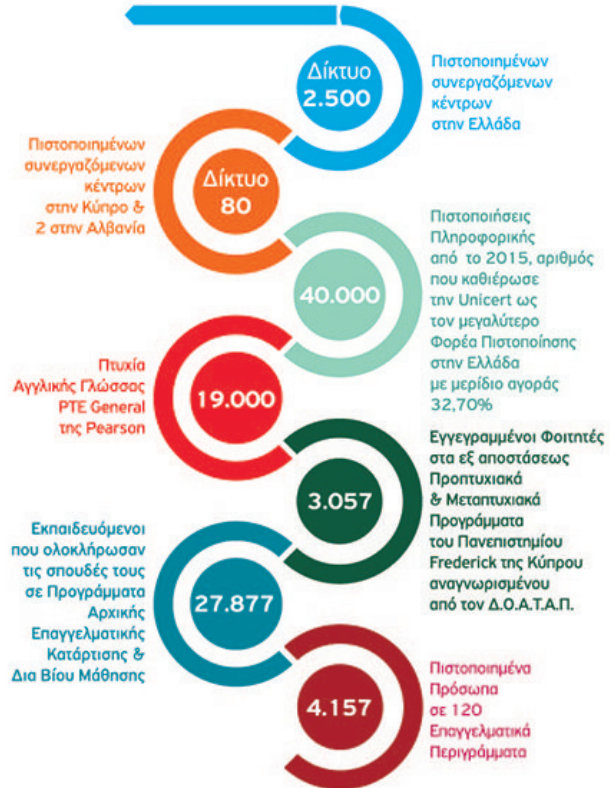 Δίκτυο
2.500
Πιστοποιημένων
συνεργαζόμενων
κέντρων
στην Ελλάδα
Πιστοποιημένων
συνεργαζόμενων
κέντρων
στην Κύπρο &
2 στην Αλβανία
Δίκτυο
80
Πιστοποιήσεις
Πληροφορικής
από το 2015, αριθμός
που καθιέρωσε
την Unicert ως
τον μεγαλύτερο
Φορέα Πιστοποίησης
στην Ελλάδα
με μερίδιο αγοράς
32,70%
40.000
Πτυχία
Αγγλικής Γλώσσας
PTE General
της Pearson
19.000
Εγγεγραμμένοι Φοιτητές
στα εξ αποστάσεως
Προπτυχιακά
& Μεταπτυχιακά
Προγράμματα
του Πανεπιστημίου
Frederick της Κύπρου
αναγνωρισμένου
από τον Δ.Ο.Α.Τ.Α.Π.
3.057
Εκπαιδευόμενοι
που ολοκλήρωσαν
τις σπουδές τους
σε Προγράμματα
Αρχικής
Επαγγελματικής
Κατάρτισης &
Δια Βίου Μάθησης
27.877
4.157
Πιστοποιημένα
Πρόσωπα
σε 120
Επαγγελματικά
Περιγράμματα